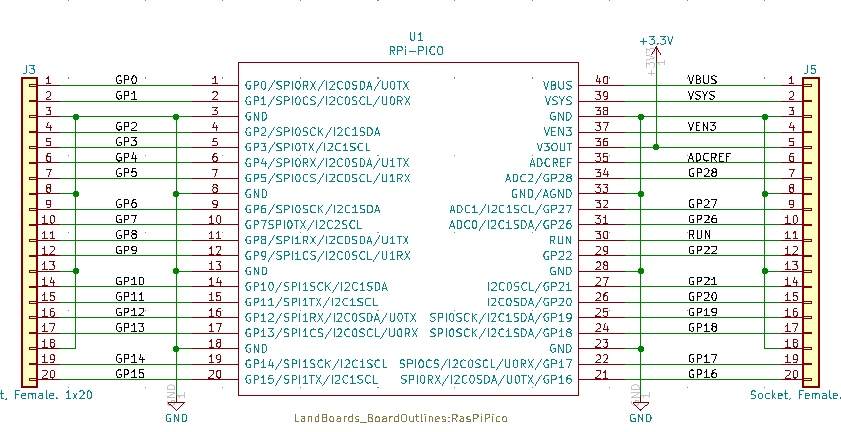 U1
RPi-PICO
+3.3V
+3V3
1
J3
J5
1 GP0 1 GP0/SPI0RX/I2C0SDA/U0TX VBUS 40 VBUS 1
2 GP1 2 GP1/SPI0CS/I2C0SCL/U0RX VSYS 39 VSYS 2
3 3 GND GND 38 3
4 GP2 4 GP2/SPI0SCK/I2C1SDA VEN3 37 VEN3 4
5 GP3 5 GP3/SPI0TX/I2C1SCL V3OUT 36 5
6 GP4 6 GP4/SPI0RX/I2C0SDA/U1TX ADCREF 35 ADCREF 6
7 GP5 7 GP5/SPI0CS/I2C0SCL/U1RX ADC2/GP28 34 GP28 7
8 8 GND GND/AGND 33 8
9 GP6 9 GP6/SPI0SCK/I2C1SDA ADC1/I2C1SCL/GP27 32 GP27 9
10 GP7 10 GP7SPI0TX/I2C2SCL ADC0/I2C1SDA/GP26 31 GP26 10
11 GP8 11 GP8/SPI1RX/I2C0SDA/U1TX RUN 30 RUN 11
12 GP9 12 GP9/SPI1CS/I2C0SCL/U1RX GP22 29 GP22 12
13 13 GND GND 28 13
14 GP10 14 GP10/SPI1SCK/I2C1SDA I2C0SCL/GP21 27 GP21 14
15 GP11 15 GP11/SPI1TX/I2C1SCL I2C0SDA/GP20 26 GP20 15
16 GP12 16 GP12/SPI1RX/I2C0SDA/U0TX SPI0SCK/I2C1SDA/GP19 25 GP19 16
17 GP13 17 GP13/SPI1CS/I2C0SCL/U0RX SPI0SCK/I2C1SDA/GP18 24 GP18 17
18 18 GND GND 23 18
19 GP14 19 GP14/SPI1SCK/I2C1SCL SPI0CS/I2C0SCL/U0RX/GP17 22 GP17 19
20 GP15 20 GP15/SPI1TX/I2C1SCL SPI0RX/I2C0SDA/U0TX/GP16 21 GP16 20
t, Female. 1x20
Socket, Female.
GND
1
GND
1
GND
LandBoards_BoardOutlines:RasPiPico
GND